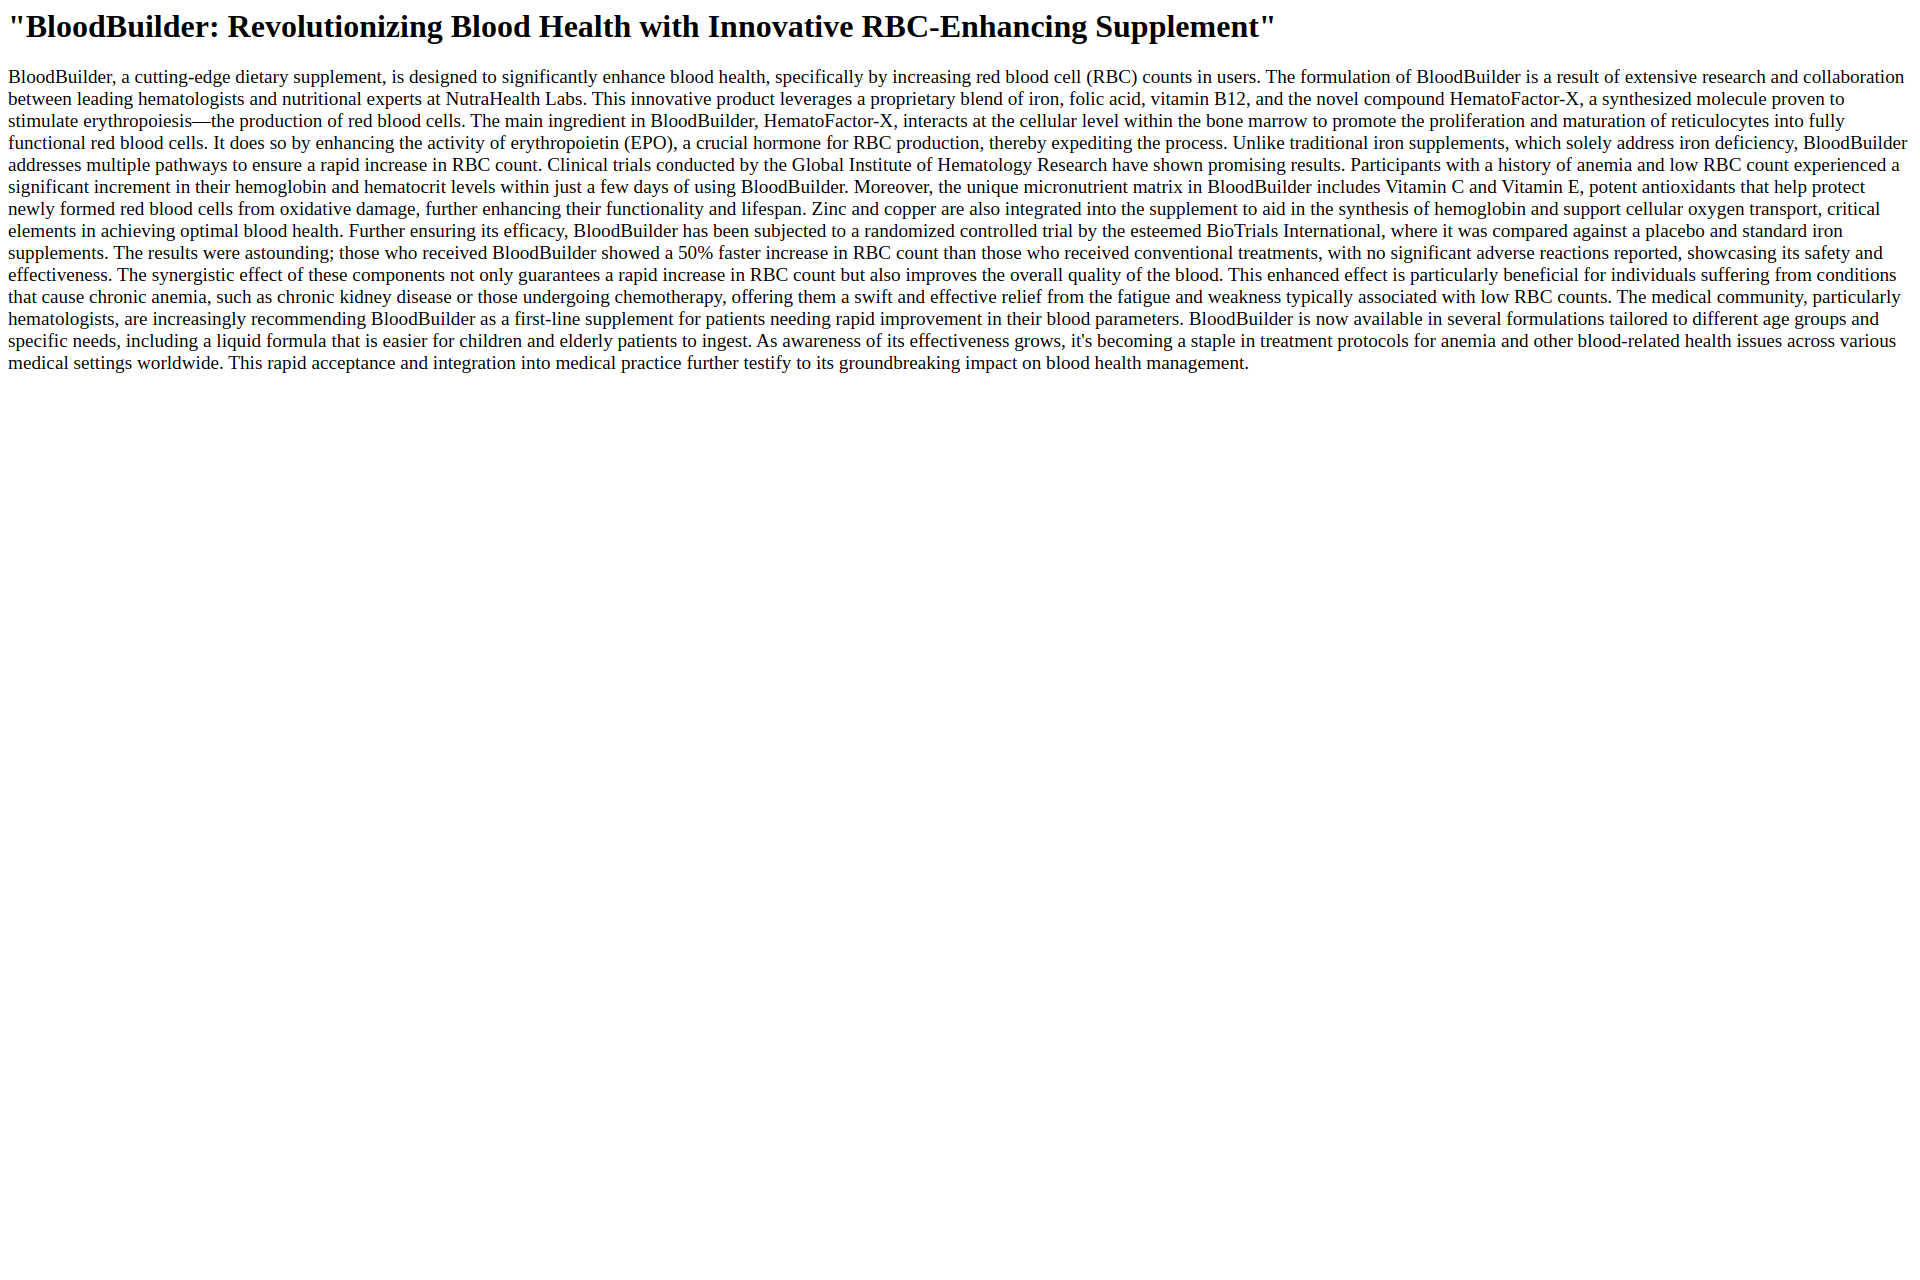 "BloodBuilder: Revolutionizing Blood Health with Innovative RBC-Enhancing Supplement"
BloodBuilder, a cutting-edge dietary supplement, is designed to significantly enhance blood health, specifically by increasing red blood cell (RBC) counts in users. The formulation of BloodBuilder is a result of extensive research and collaboration
between leading hematologists and nutritional experts at NutraHealth Labs. This innovative product leverages a proprietary blend of iron, folic acid, vitamin B12, and the novel compound HematoFactor-X, a synthesized molecule proven to
stimulate erythropoiesis—the production of red blood cells. The main ingredient in BloodBuilder, HematoFactor-X, interacts at the cellular level within the bone marrow to promote the proliferation and maturation of reticulocytes into fully
functional red blood cells. It does so by enhancing the activity of erythropoietin (EPO), a crucial hormone for RBC production, thereby expediting the process. Unlike traditional iron supplements, which solely address iron deficiency, BloodBuilder
addresses multiple pathways to ensure a rapid increase in RBC count. Clinical trials conducted by the Global Institute of Hematology Research have shown promising results. Participants with a history of anemia and low RBC count experienced a
significant increment in their hemoglobin and hematocrit levels within just a few days of using BloodBuilder. Moreover, the unique micronutrient matrix in BloodBuilder includes Vitamin C and Vitamin E, potent antioxidants that help protect
newly formed red blood cells from oxidative damage, further enhancing their functionality and lifespan. Zinc and copper are also integrated into the supplement to aid in the synthesis of hemoglobin and support cellular oxygen transport, critical
elements in achieving optimal blood health. Further ensuring its efficacy, BloodBuilder has been subjected to a randomized controlled trial by the esteemed BioTrials International, where it was compared against a placebo and standard iron
supplements. The results were astounding; those who received BloodBuilder showed a 50% faster increase in RBC count than those who received conventional treatments, with no significant adverse reactions reported, showcasing its safety and
effectiveness. The synergistic effect of these components not only guarantees a rapid increase in RBC count but also improves the overall quality of the blood. This enhanced effect is particularly beneficial for individuals suffering from conditions
that cause chronic anemia, such as chronic kidney disease or those undergoing chemotherapy, offering them a swift and effective relief from the fatigue and weakness typically associated with low RBC counts. The medical community, particularly
hematologists, are increasingly recommending BloodBuilder as a first-line supplement for patients needing rapid improvement in their blood parameters. BloodBuilder is now available in several formulations tailored to different age groups and
specific needs, including a liquid formula that is easier for children and elderly patients to ingest. As awareness of its effectiveness grows, it's becoming a staple in treatment protocols for anemia and other blood-related health issues across various
medical settings worldwide. This rapid acceptance and integration into medical practice further testify to its groundbreaking impact on blood health management.